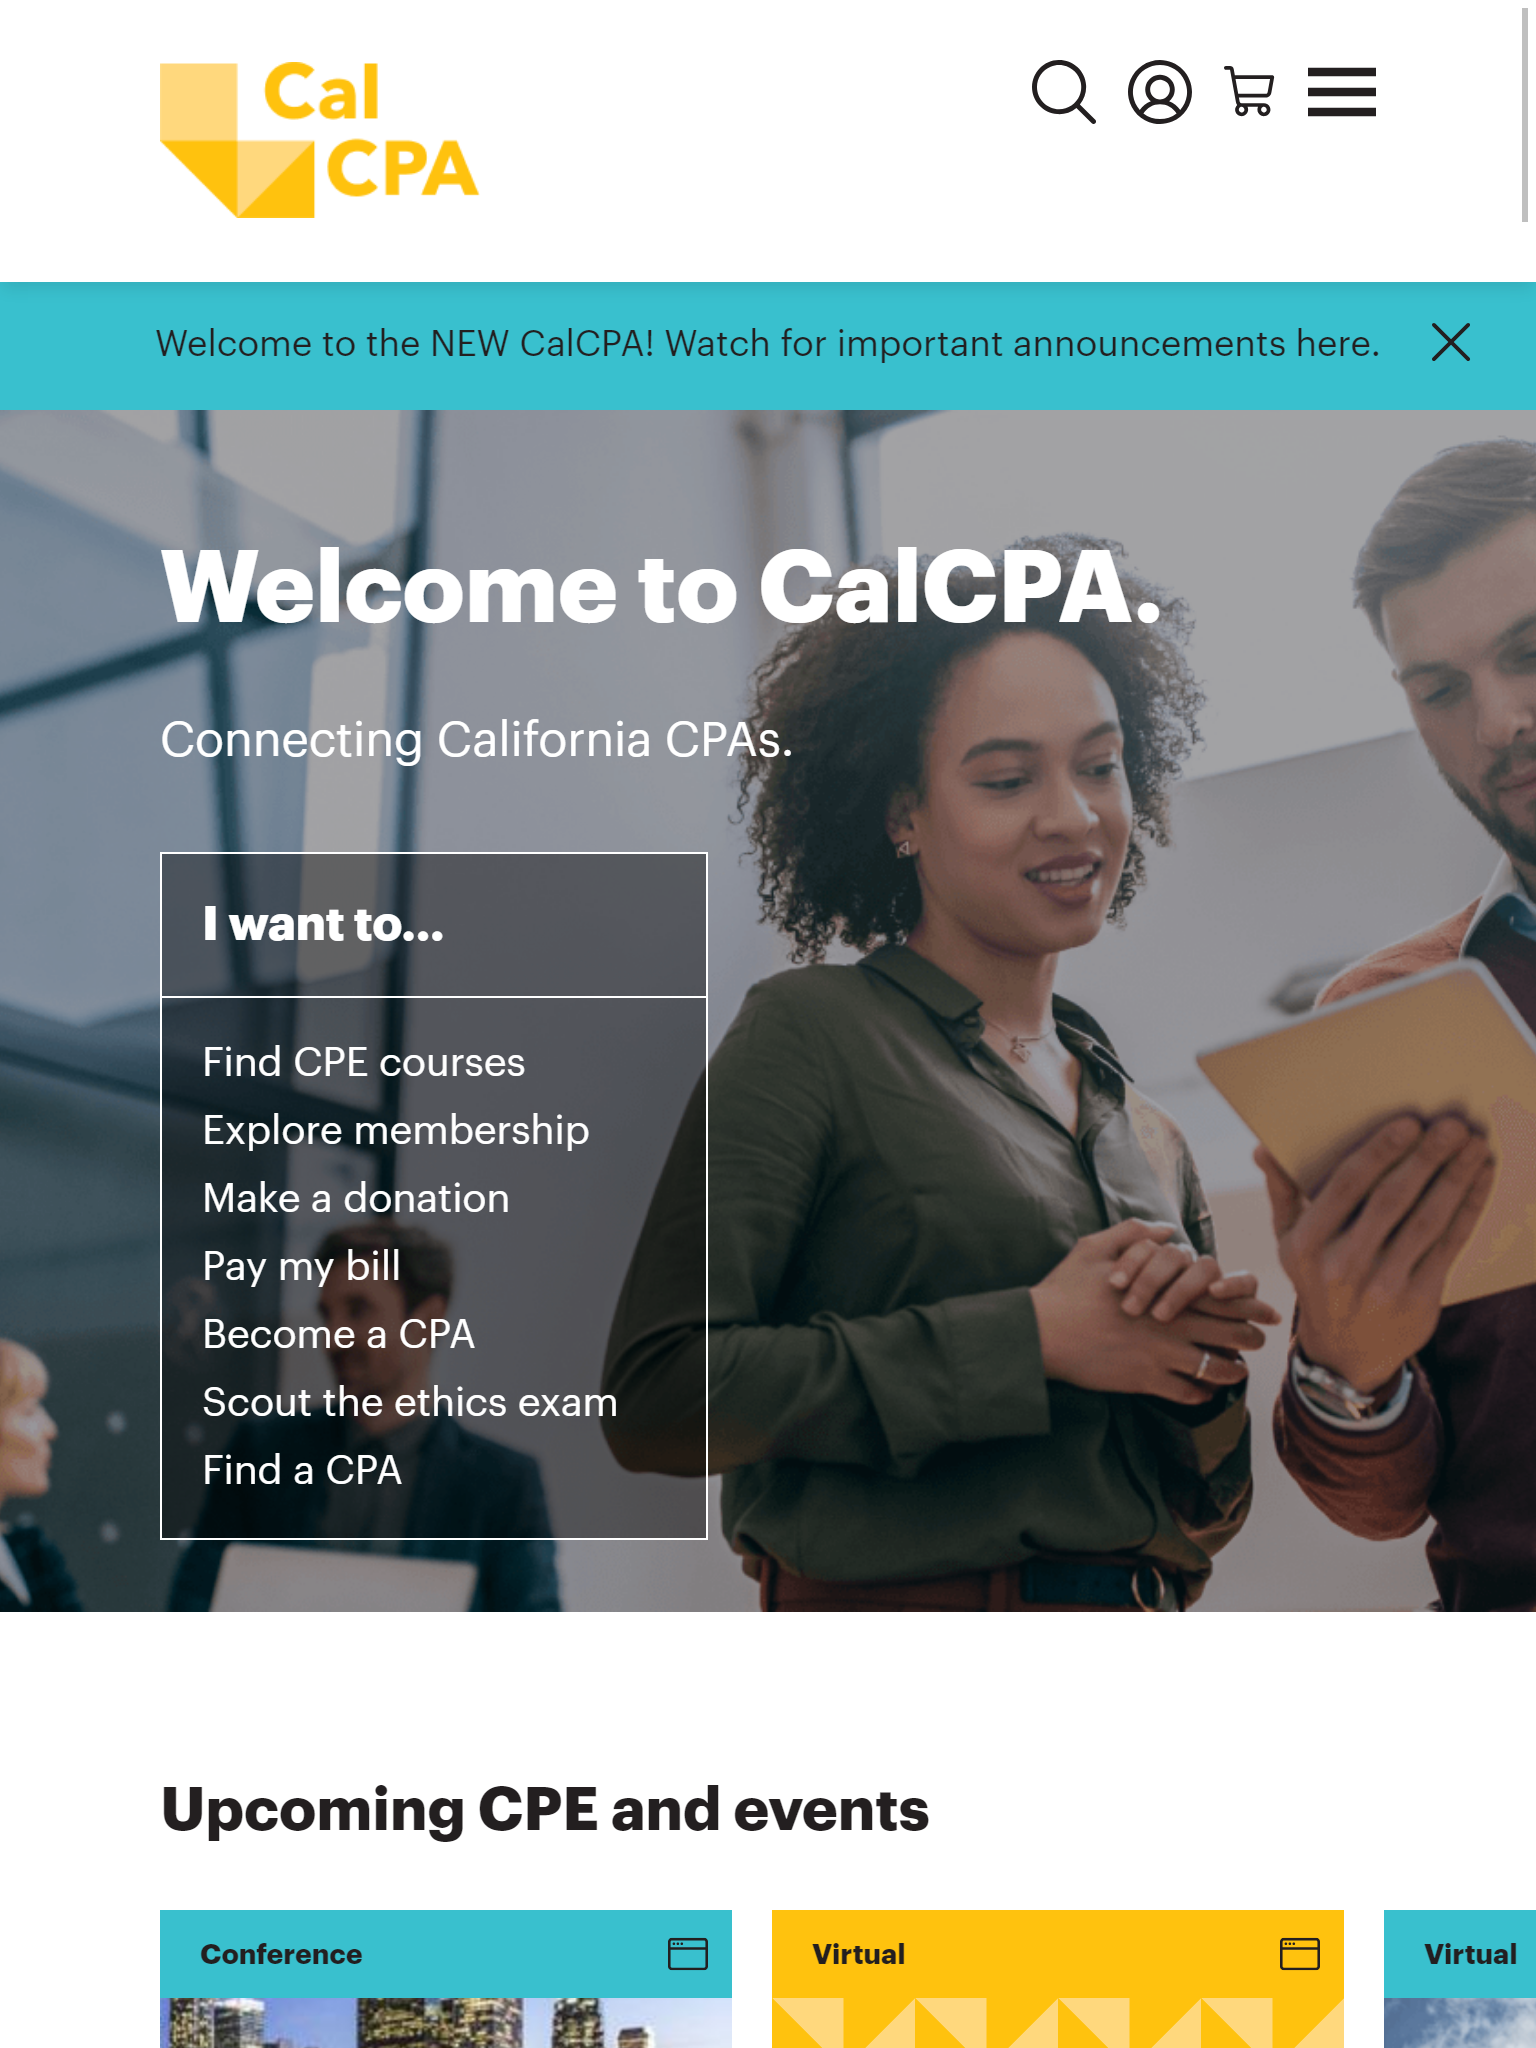 Cal
CPA
Welcome to the NEW CalCPA! Watch for important announcements here.
Welcome to CalCPA.
Connecting California CPAs.
I want to...
Find CPE courses
Explore membership
Make a donation
Pay my bill
Become a CPA
Scout the ethics exam
Find a CPA
Upcoming CPE and events
Conference
Virtual
Virtual